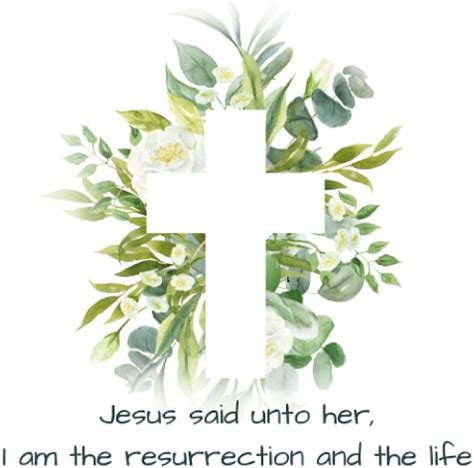 Jesus said unto her,
I am the resurrection and the life